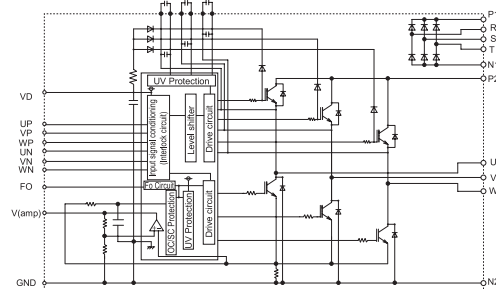 P1
R
S
T
N1
P2
UV Protection
VD
UP
VP
WP
UN
VN
WN
FO
V(amp)
GND
Input signal conditioning
(Interlock circuit)
Level shifter
Drive circuit
Fo Circuit
OC/SC Protection
UV Protection
Drive circuit
U
V
W
N2